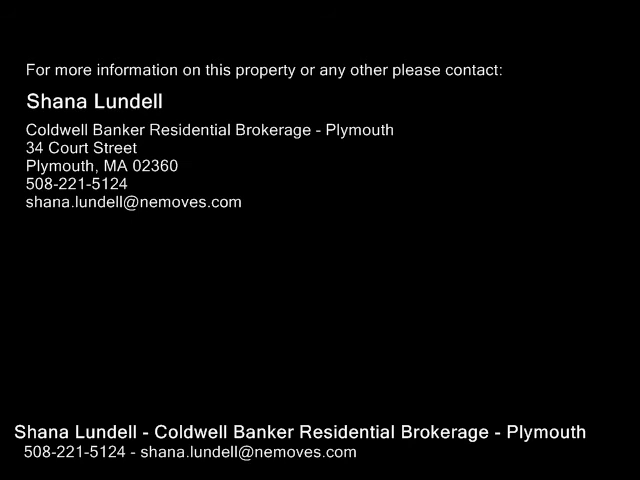 For more information on this property or any other please contact:
Shana Lundell
Coldwell Banker Residential Brokerage - Plymouth
34 Court Street
Plymouth, MA 02360
508-221-5124
shana.lundell@nemoves.com
Shana Lundell - Coldwell Banker Residential Brokerage - Plymouth
508-221-5124 - shana.lundell@nemoves.com